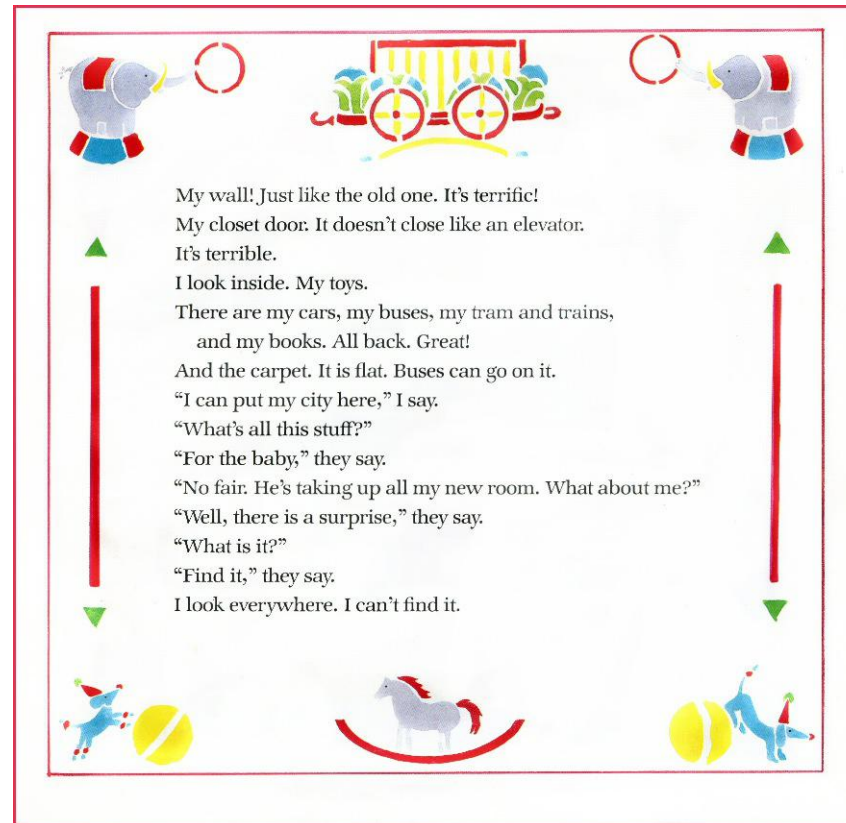 My wall! Just like the old one. It's terrific!
My closet door. It doesn't close like an elevator.
It's terrible.
I look inside. My toys.
There are my cars, my buses, my tram and trains,
and my books. All back. Great!
And the carpet. It is flat. Buses can go on it.
“I can put my city here,” I say.
“What's all this stuff?”
“For the baby,” they say.
“No fair. He's taking up all my new room. What about me?”
“Well, there is a surprise,” they say.
“What is it?”
“Find it,” they say.
I look everywhere. I can't find it.